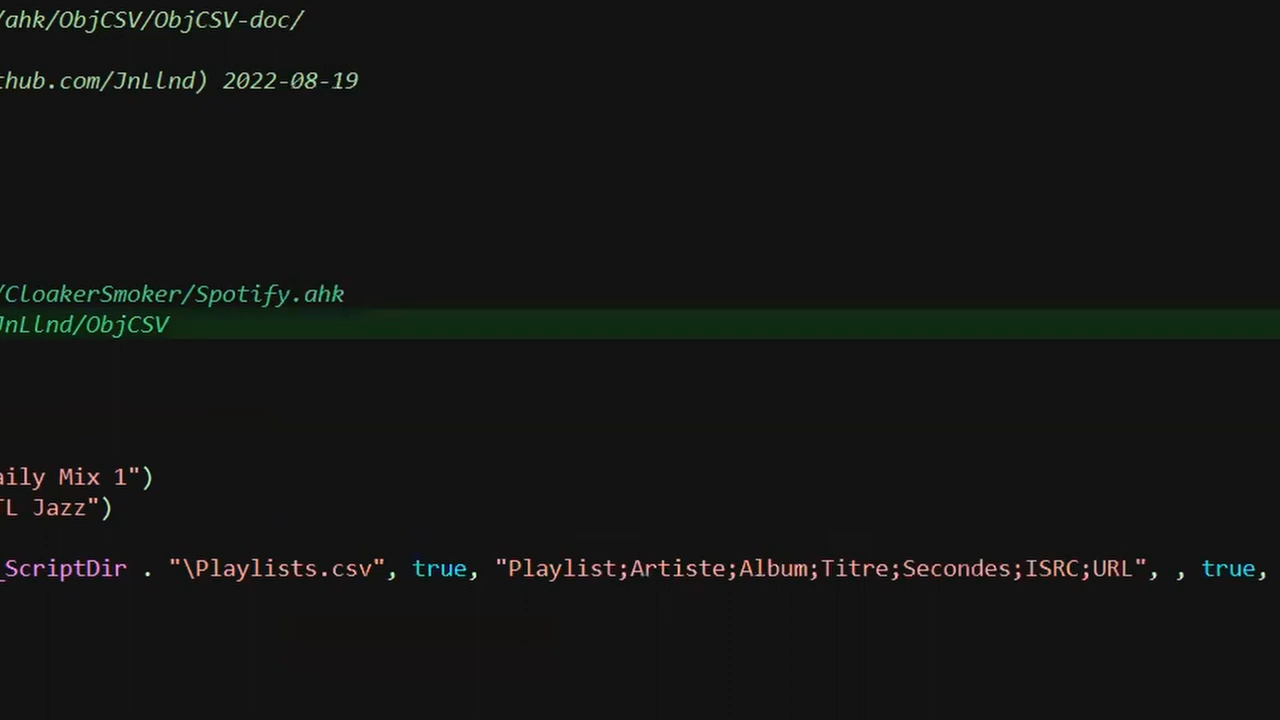 /ahk/ObjCSV/ObjCSV-doc/
thub.com/JnLlnd) 2022-08-19
/CloakerSmoker/Spotify.ahk
JnLlnd/ObjCSV
aily Mix 1")
TL Jazz")
_ScriptDir . "\Playlists.csv", true, "Playlist;Artiste;Album;Titre;Secondes;ISRC;URL", , true,